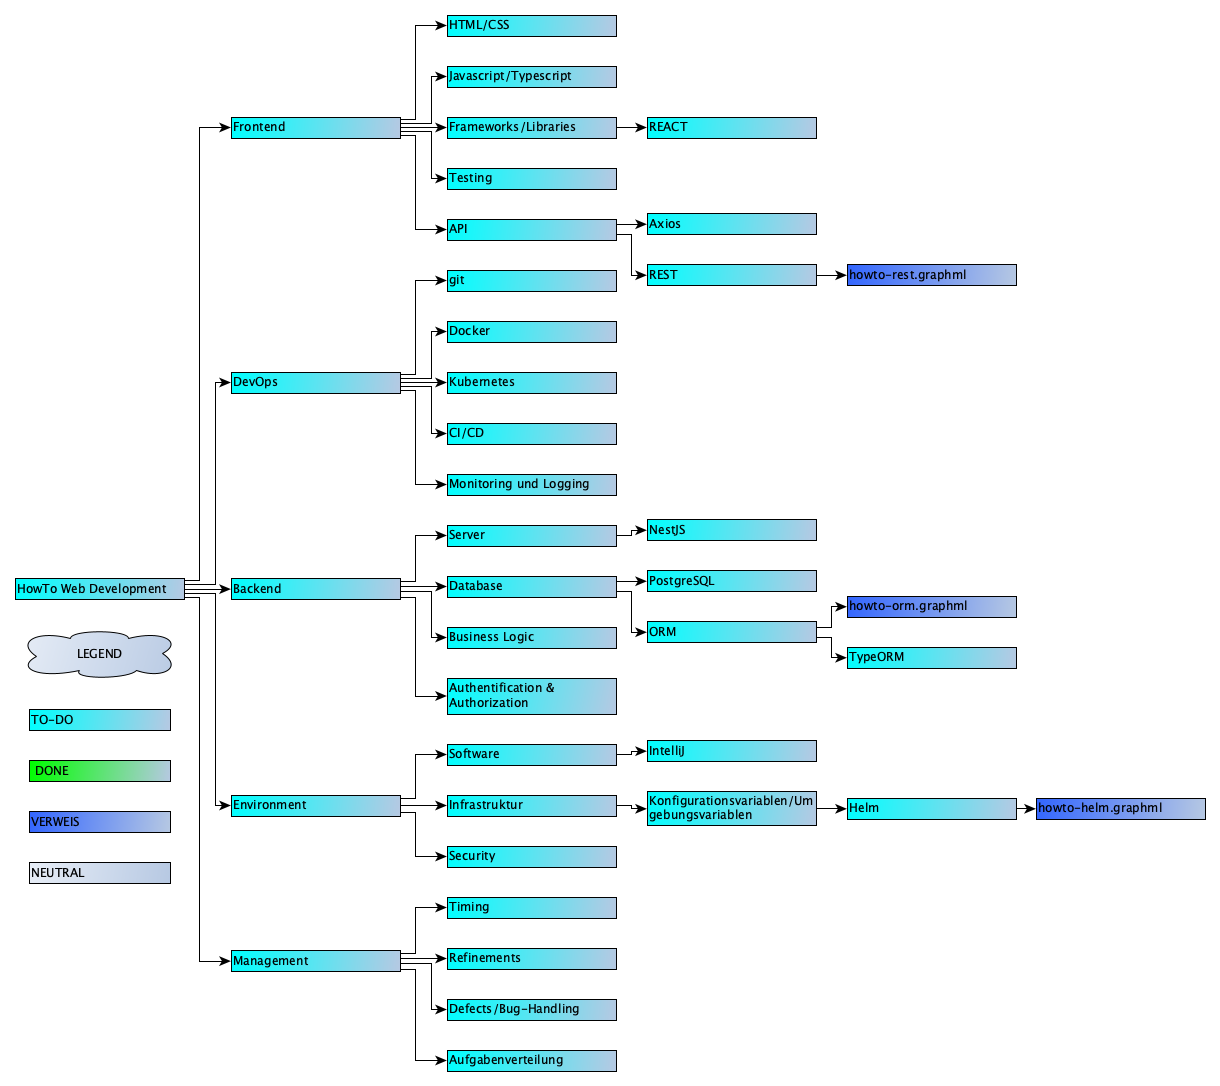 HTML/CSS
Javascript/Typescript
Frontend
Frameworks/Libraries
REACT
Testing
API
Axios
REST
howto-rest.graphml
git
Docker
DevOps
Kubernetes
CI/CD
Monitoring und Logging
Server
NestJS
HowTo Web Development
Backend
Database
PostgreSQL
howto-orm.graphml
Business Logic
ORM
TypeORM
Authentification &
Authorization
Software
IntelliJ
Environment
Infrastruktur
Konfigurationsvariablen/Um
gebungsvariablen
Helm
howto-helm.graphml
Security
Timing
Management
Refinements
Defects/Bug-Handling
Aufgabenverteilung
LEGEND
TO-DO
DONE
VERWEIS
NEUTRAL